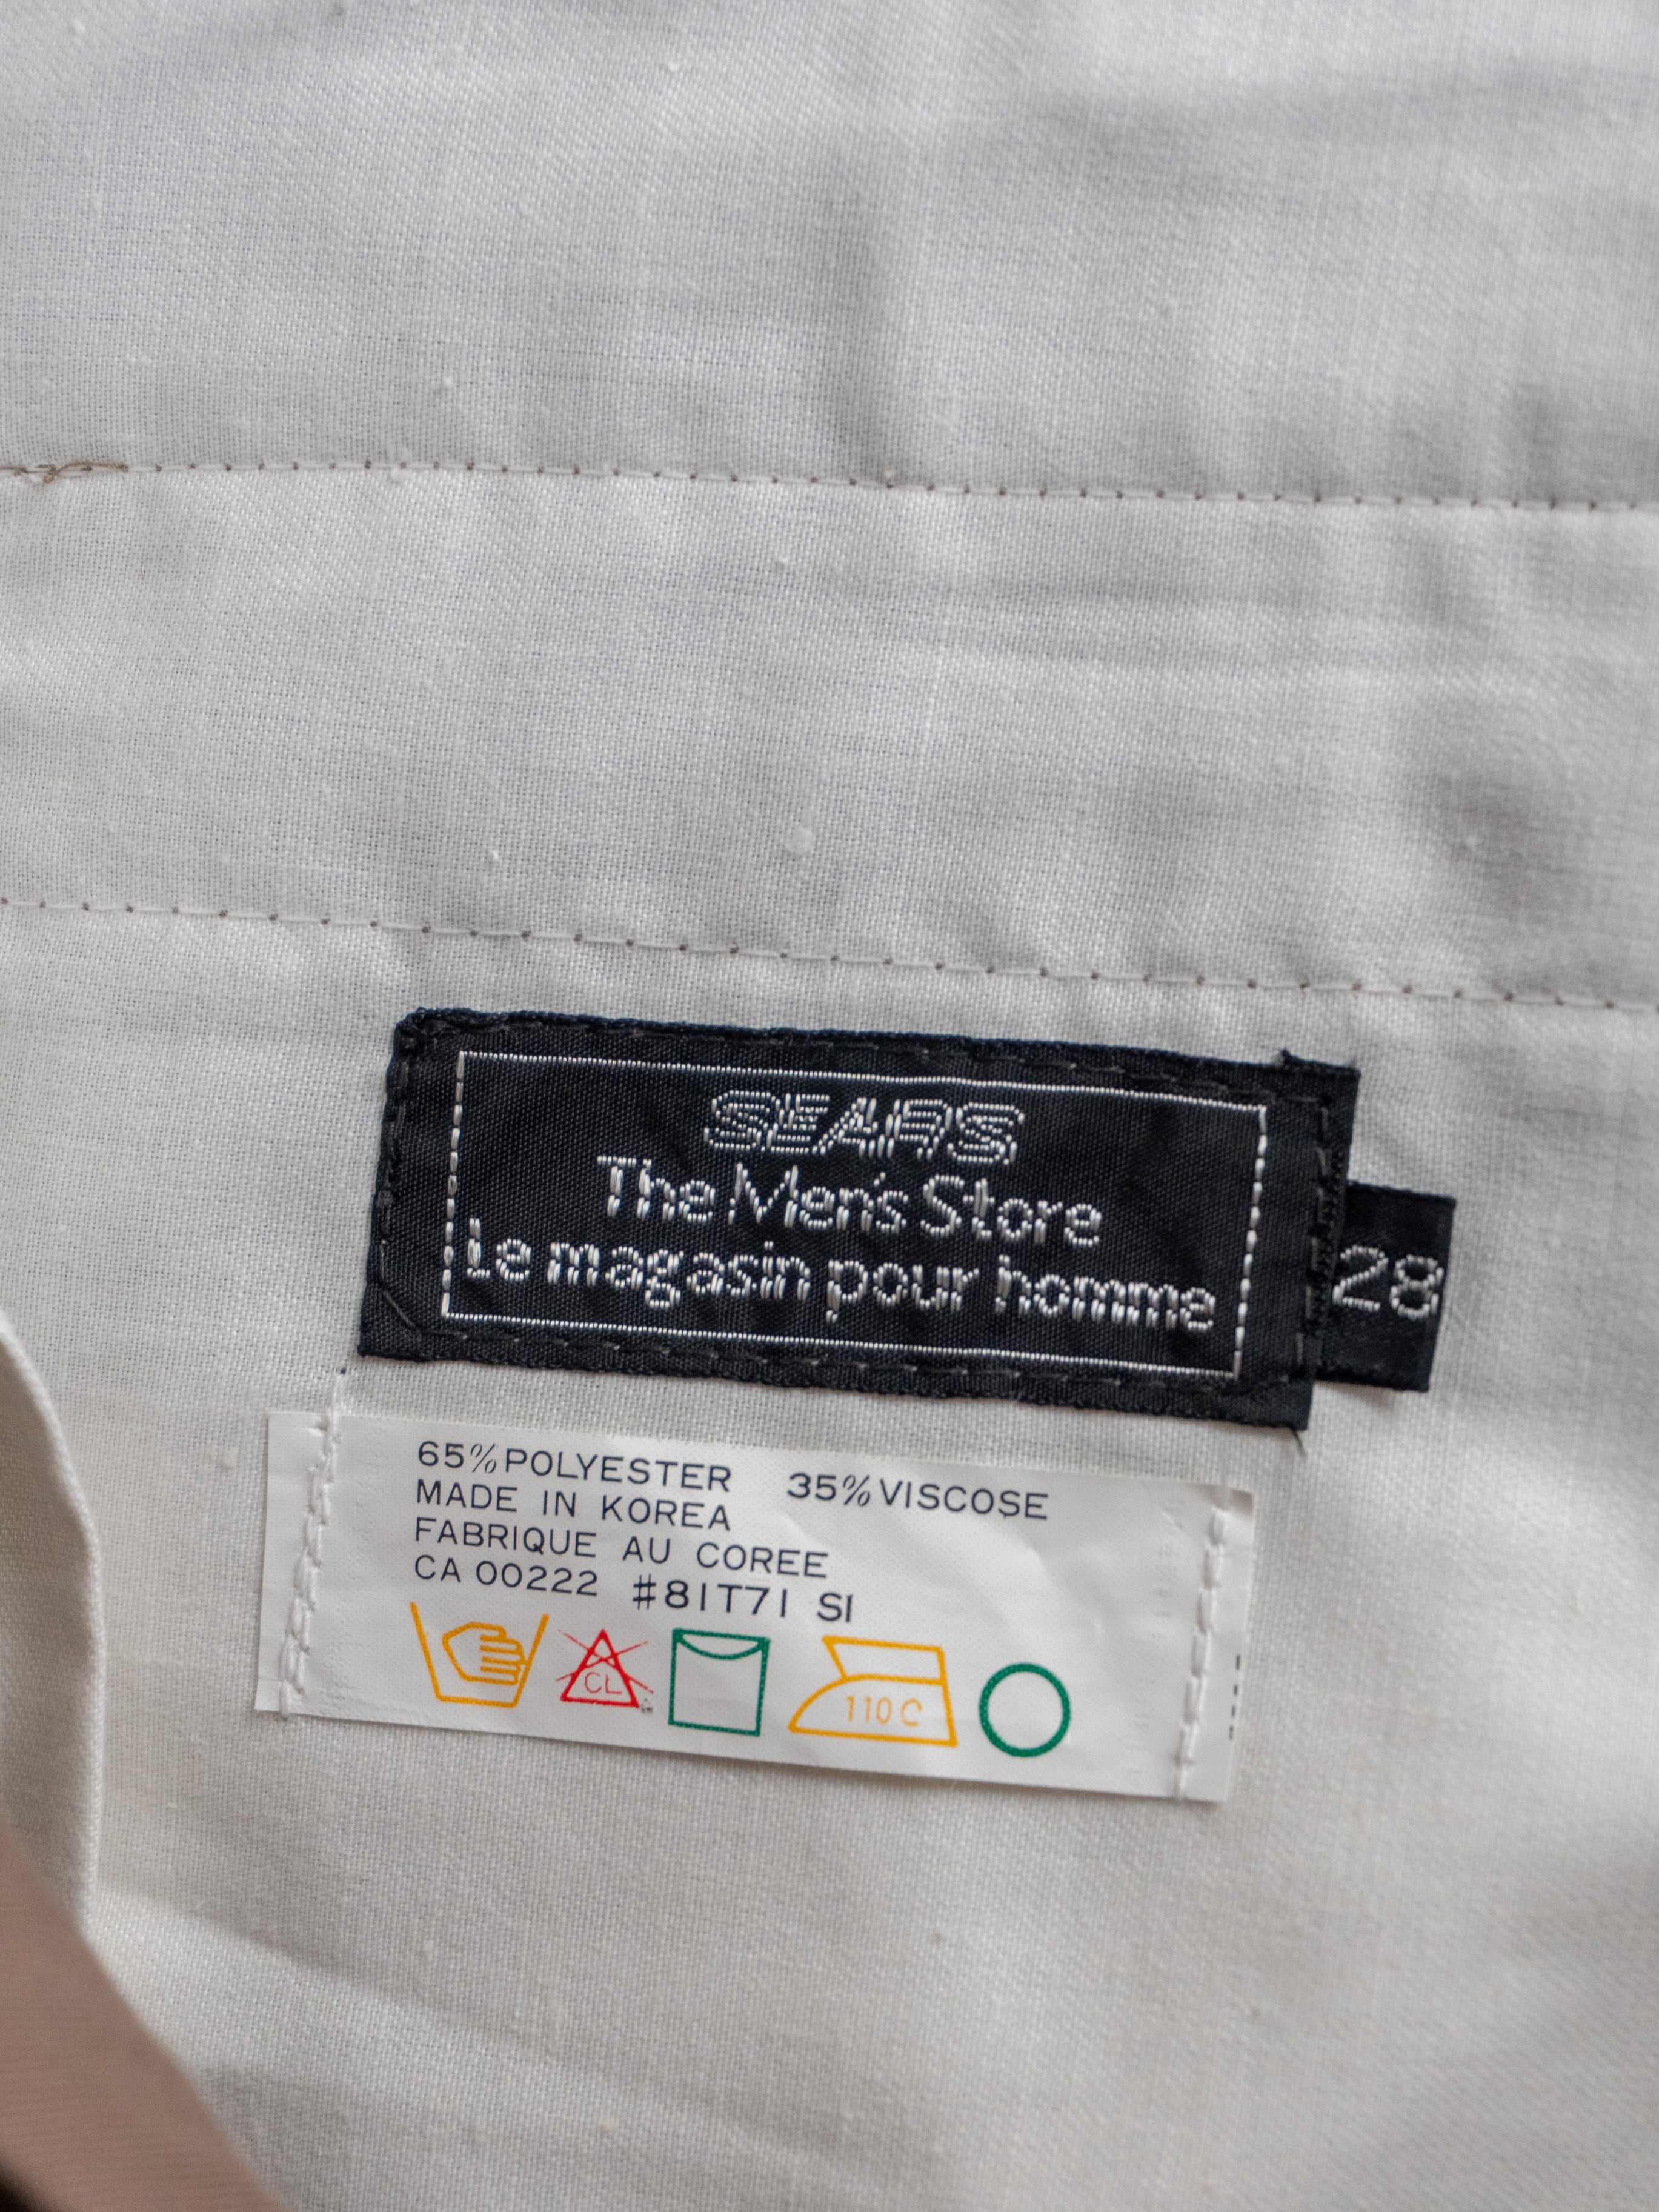 SEARS
The Men's Store
Le magasin pour homme
28
65% POLYESTER 35% VISCOSE
MADE IN KOREA
FABRIQUE AU COREE
CA 00222 #81T71 S1
CL
110 C